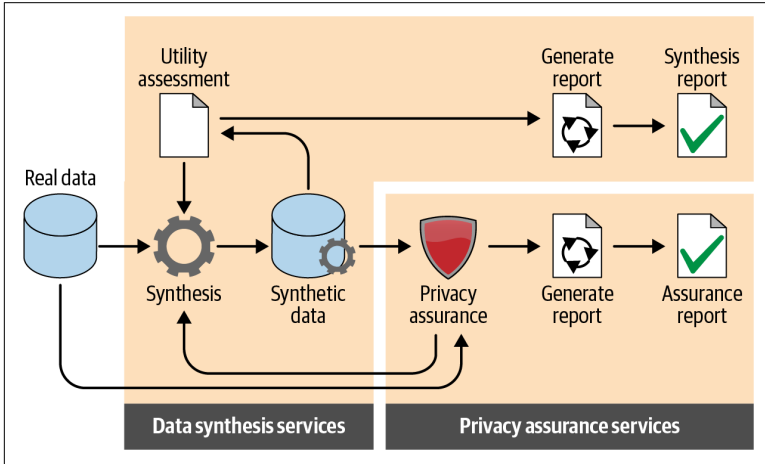 Utility
assessment
Generate
report
Synthesis
report
Real data
Synthesis
Synthetic
data
Privacy
assurance
Generate
report
Assurance
report
Data synthesis services
Privacy assurance services